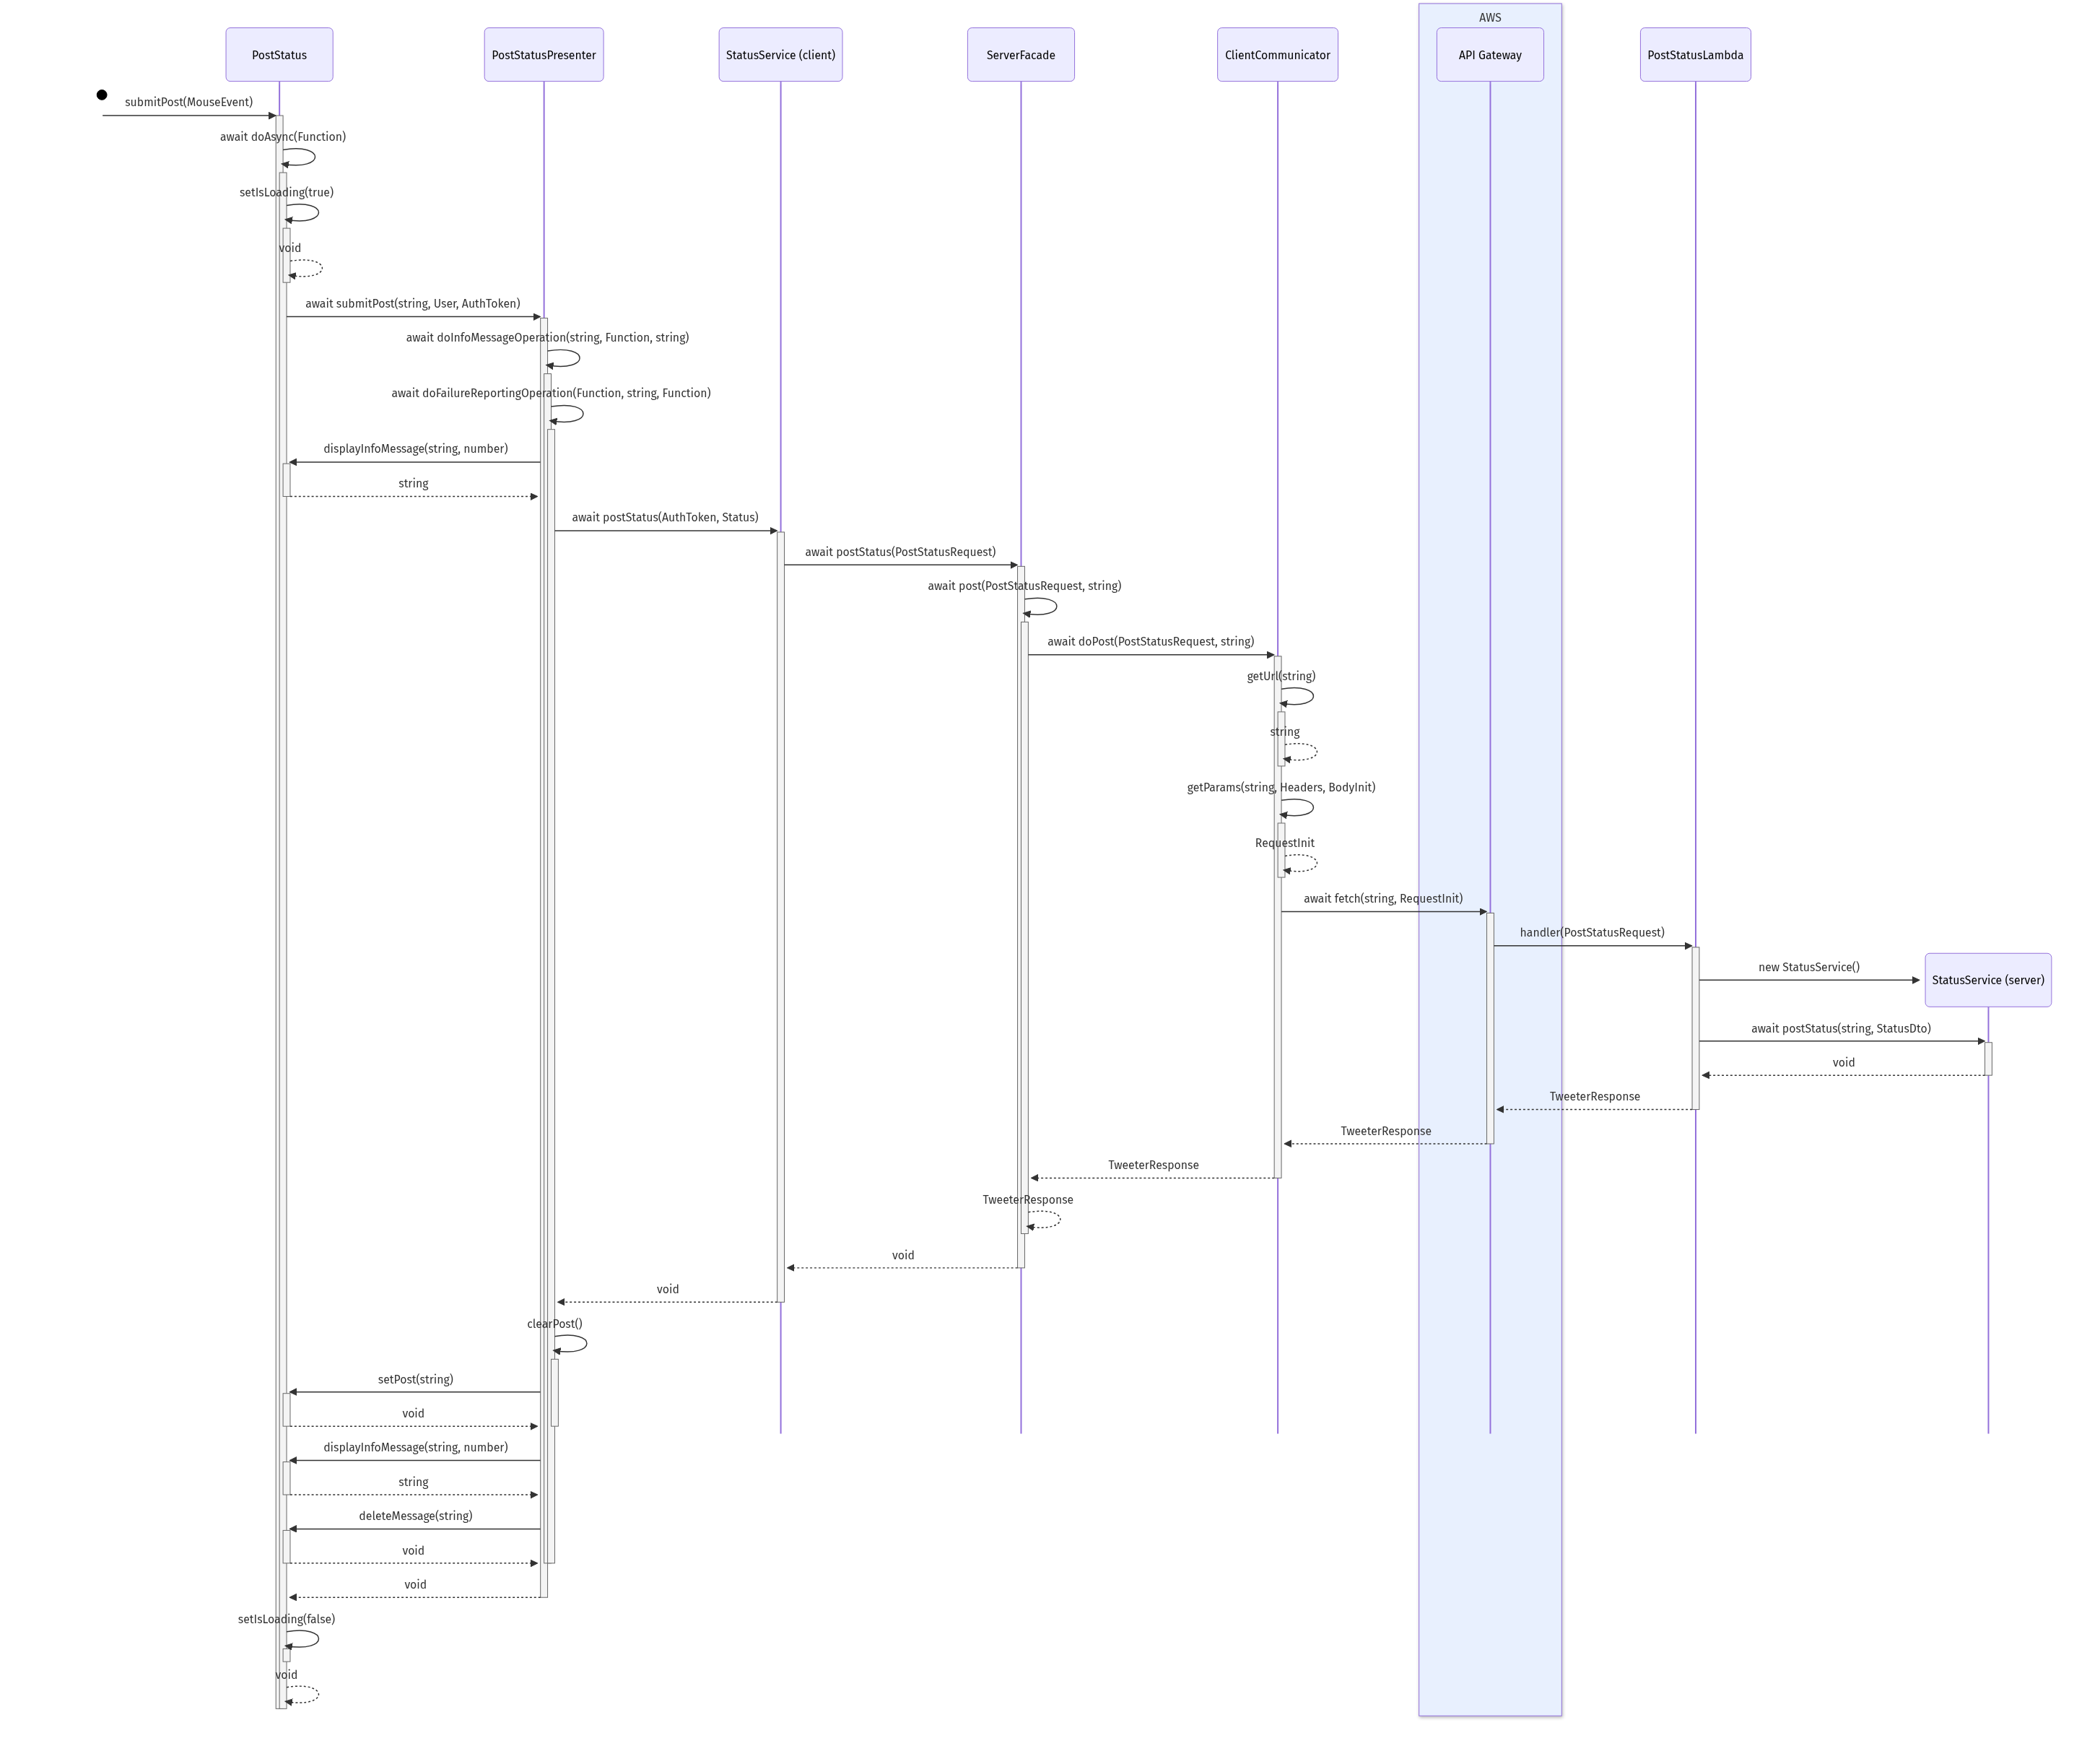 AWS
PostStatus
PostStatusPresenter
StatusService (client)
ServerFacade
ClientCommunicator
API Gateway
PostStatusLambda
submitPost(MouseEvent)
await doAsync(Function)
setIsLoading(true)
void
await submitPost(string, User, AuthToken)
await doInfoMessageOperation(string, Function, string)
await doFailureReportingOperation(Function, string, Function)
displayInfoMessage(string, number)
string
await postStatus(AuthToken, Status)
await postStatus(PostStatusRequest)
await post(PostStatusRequest, string)
await doPost(PostStatusRequest, string)
getUrl(string)
string
getParams(string, Headers, BodyInit)
RequestInit
await fetch(string, RequestInit)
handler(PostStatusRequest)
new StatusService()
StatusService (server)
await postStatus(string, StatusDto)
void
TweeterResponse
TweeterResponse
TweeterResponse
TweeterResponse
void
void
clearPost()
setPost(string)
void
displayInfoMessage(string, number)
string
deleteMessage(string)
void
void
setIsLoading(false)
void